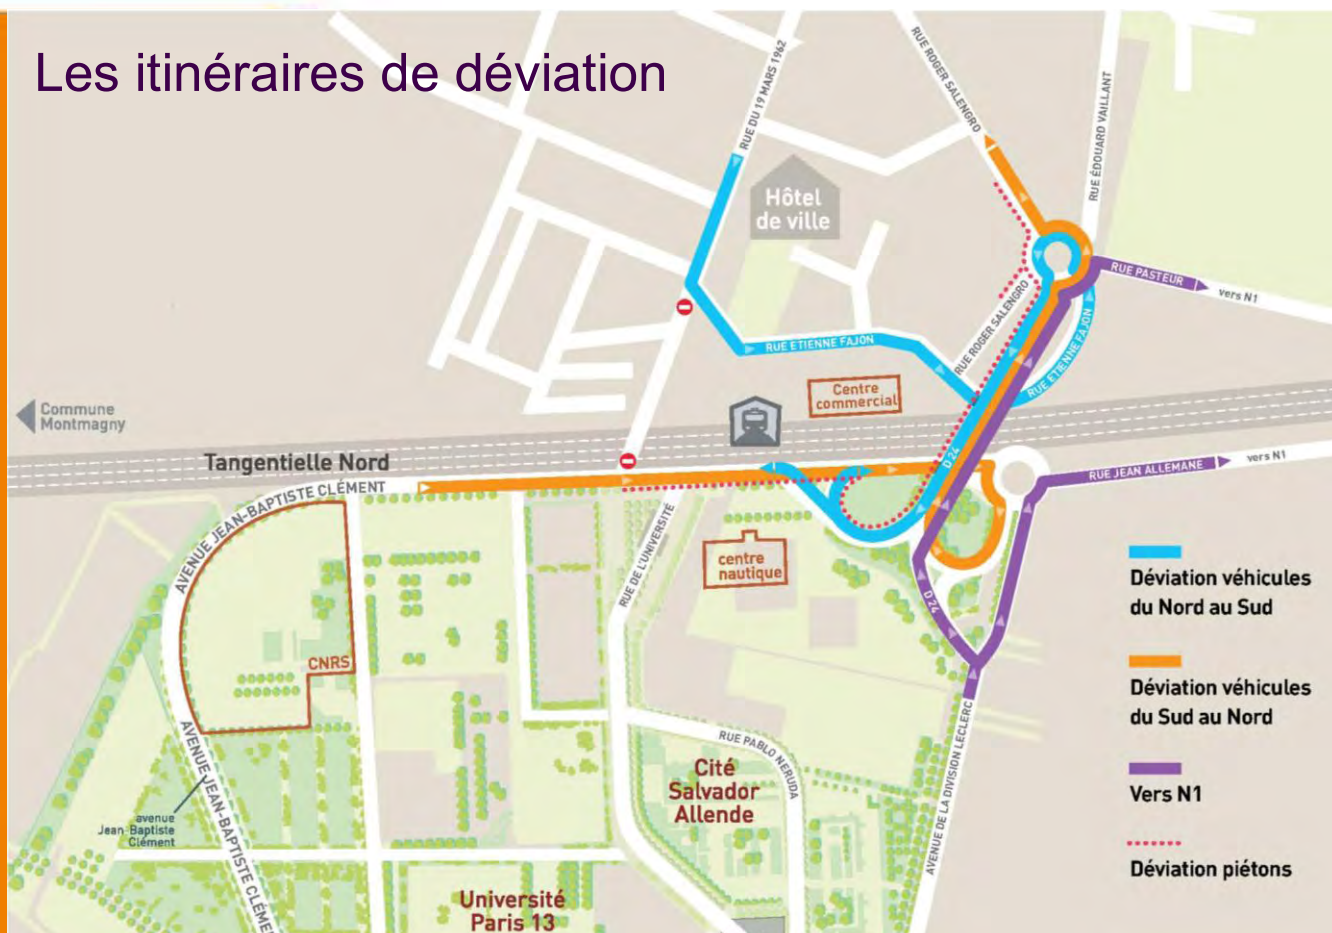 Les itinéraires de déviation
RUE DU 19 MARS 1962
RUE ROGER SALENGRO
RUE ÉDOUARD VAILLANT
Hôtel
de ville
RUE PASTEUR
vers N1
RUE ROGER SALENGRO
RUE ETIENNE FAJON
RUE ETIENNE FAJON
Centre
commercial
Commune
Montmagny
Tangentielle Nord
D 24
RUE JEAN ALLEMANE
vers N1
AVENUE JEAN-BAPTISTE CLÉMENT
RUE DE L'UNIVERSITÉ
centre
nautique
D 24
CNRS
Déviation véhicules
du Nord au Sud
Déviation véhicules
du Sud au Nord
Vers N1
Déviation piétons
RUE PABLO NERUDA
Cité
Salvador
Allende
AVENUE DE LA DIVISION LECLERC
AVENUE JEAN-BAPTISTE CLÉME
avenue
Jean-Baptiste
Clément
Université
Paris 13